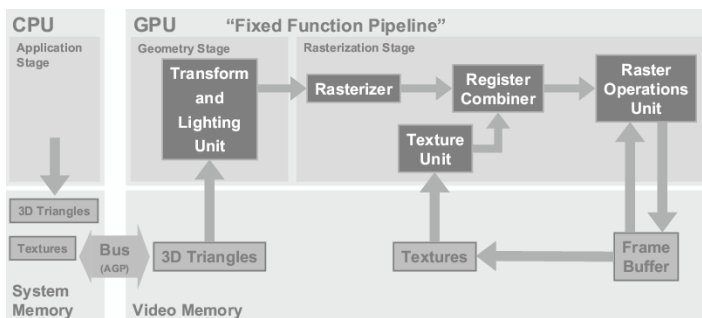 CPU
GPU “Fixed Function Pipeline”
Application
Stage
Geometry Stage
Rasterization Stage
Transform
and
Lighting
Unit
Rasterizer
Register
Combiner
Raster
Operations
Unit
Texture
Unit
3D Triangles
Textures
Bus
(AGP)
3D Triangles
Textures
Frame
Buffer
System
Memory
Video Memory